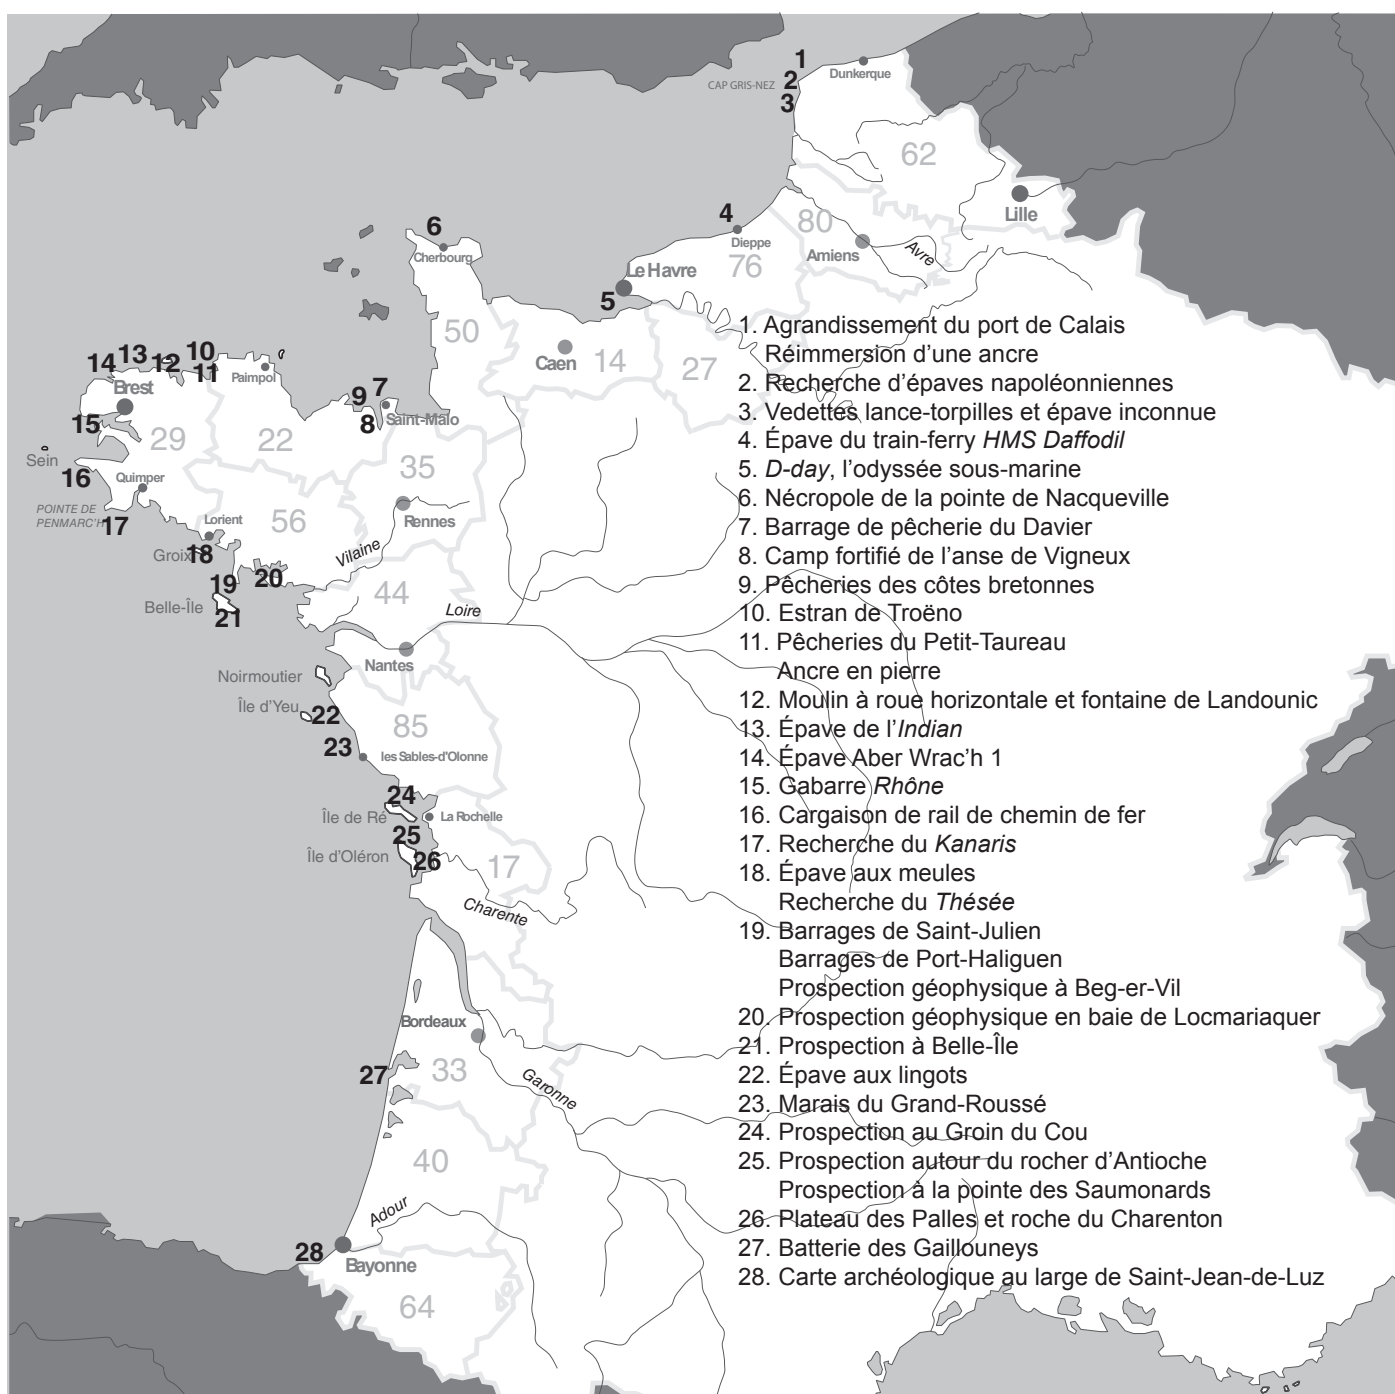 1
Dunkerque
CAP GRIS-NEZ
2
3
62
Lille
4
Dieppe
80
Amiens
Avre
6
Cherbourg
Le Havre
76
5
50
Caen
14
27
14
13
12
10
11
Paimpol
Brest
9
7
8
Saint-Malo
15
29
22
35
Sein
16
Quimper
POINTE DE
PENMARC'H
17
Lorient
56
Rennes
Groix
18
Vilaine
19
20
44
Loire
Belle-Île
21
Nantes
Noirmoutier
Île d'Yeu
22
85
23
les Sables-d'Olonne
24
Île de Ré
La Rochelle
25
Île d'Oléron
26
17
Charente
Bordeaux
27
33
Garonne
40
Adour
28
Bayonne
64
1. Agrandissement du port de Calais
Réimmersion d'une ancre
2. Recherche d'épaves napoléonniennes
3. Vedettes lance-torpilles et épave inconnue
4. Épave du train-ferry HMS Daffodil
5. D-day, l'odyssée sous-marine
6. Nécropole de la pointe de Nacqueville
7. Barrage de pêcherie du Davier
8. Camp fortifié de l'anse de Vigneux
9. Pêcheries des côtes bretonnes
10. Estran de Troëno
11. Pêcheries du Petit-Taureau
Ancre en pierre
12. Moulin à roue horizontale et fontaine de Landounic
13. Épave de l'Indian
14. Épave Aber Wrac'h 1
15. Gabarre Rhône
16. Cargaison de rail de chemin de fer
17. Recherche du Kanaris
18. Épave aux meules
Recherche du Thésée
19. Barrages de Saint-Julien
Barrages de Port-Haliguen
Prospection géophysique à Beg-er-Vil
20. Prospection géophysique en baie de Locmariaquer
21. Prospection à Belle-Île
22. Épave aux lingots
23. Marais du Grand-Roussé
24. Prospection au Groin du Cou
25. Prospection autour du rocher d'Antioche
Prospection à la pointe des Saumonards
26. Plateau des Palles et roche du Charenton
27. Batterie des Gaillouneys
28. Carte archéologique au large de Saint-Jean-de-Luz